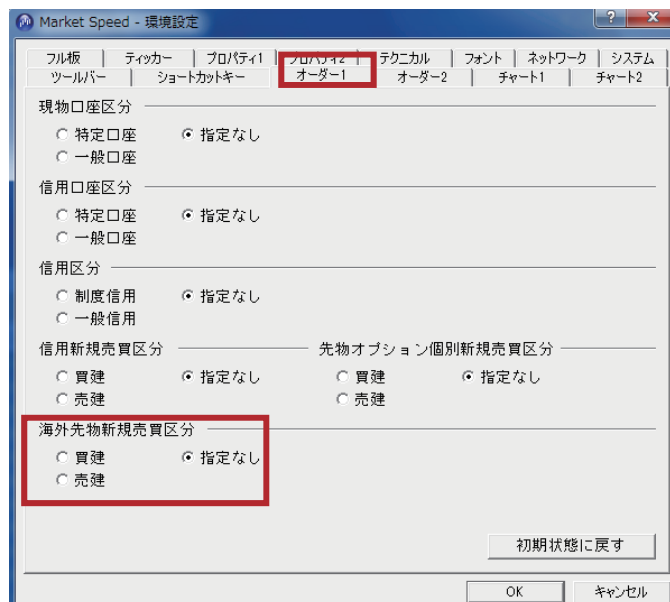 Market Speed - 環境設定
フル板 ティッカー プロパティ1 プロパティ2 テクニカル フォント ネットワーク システム
ツールバー ショートカットキー オーダー1 オーダー2 チャート1 チャート2
現物口座区分
特定口座 指定なし
一般口座
信用口座区分
特定口座 指定なし
一般口座
信用区分
制度信用 指定なし
一般信用
信用新規売買区分 先物オプション個別新規売買区分
買建 指定なし 買建 指定なし
売建 売建
海外先物新規売買区分
買建 指定なし
売建
初期状態に戻す
OK キャンセル